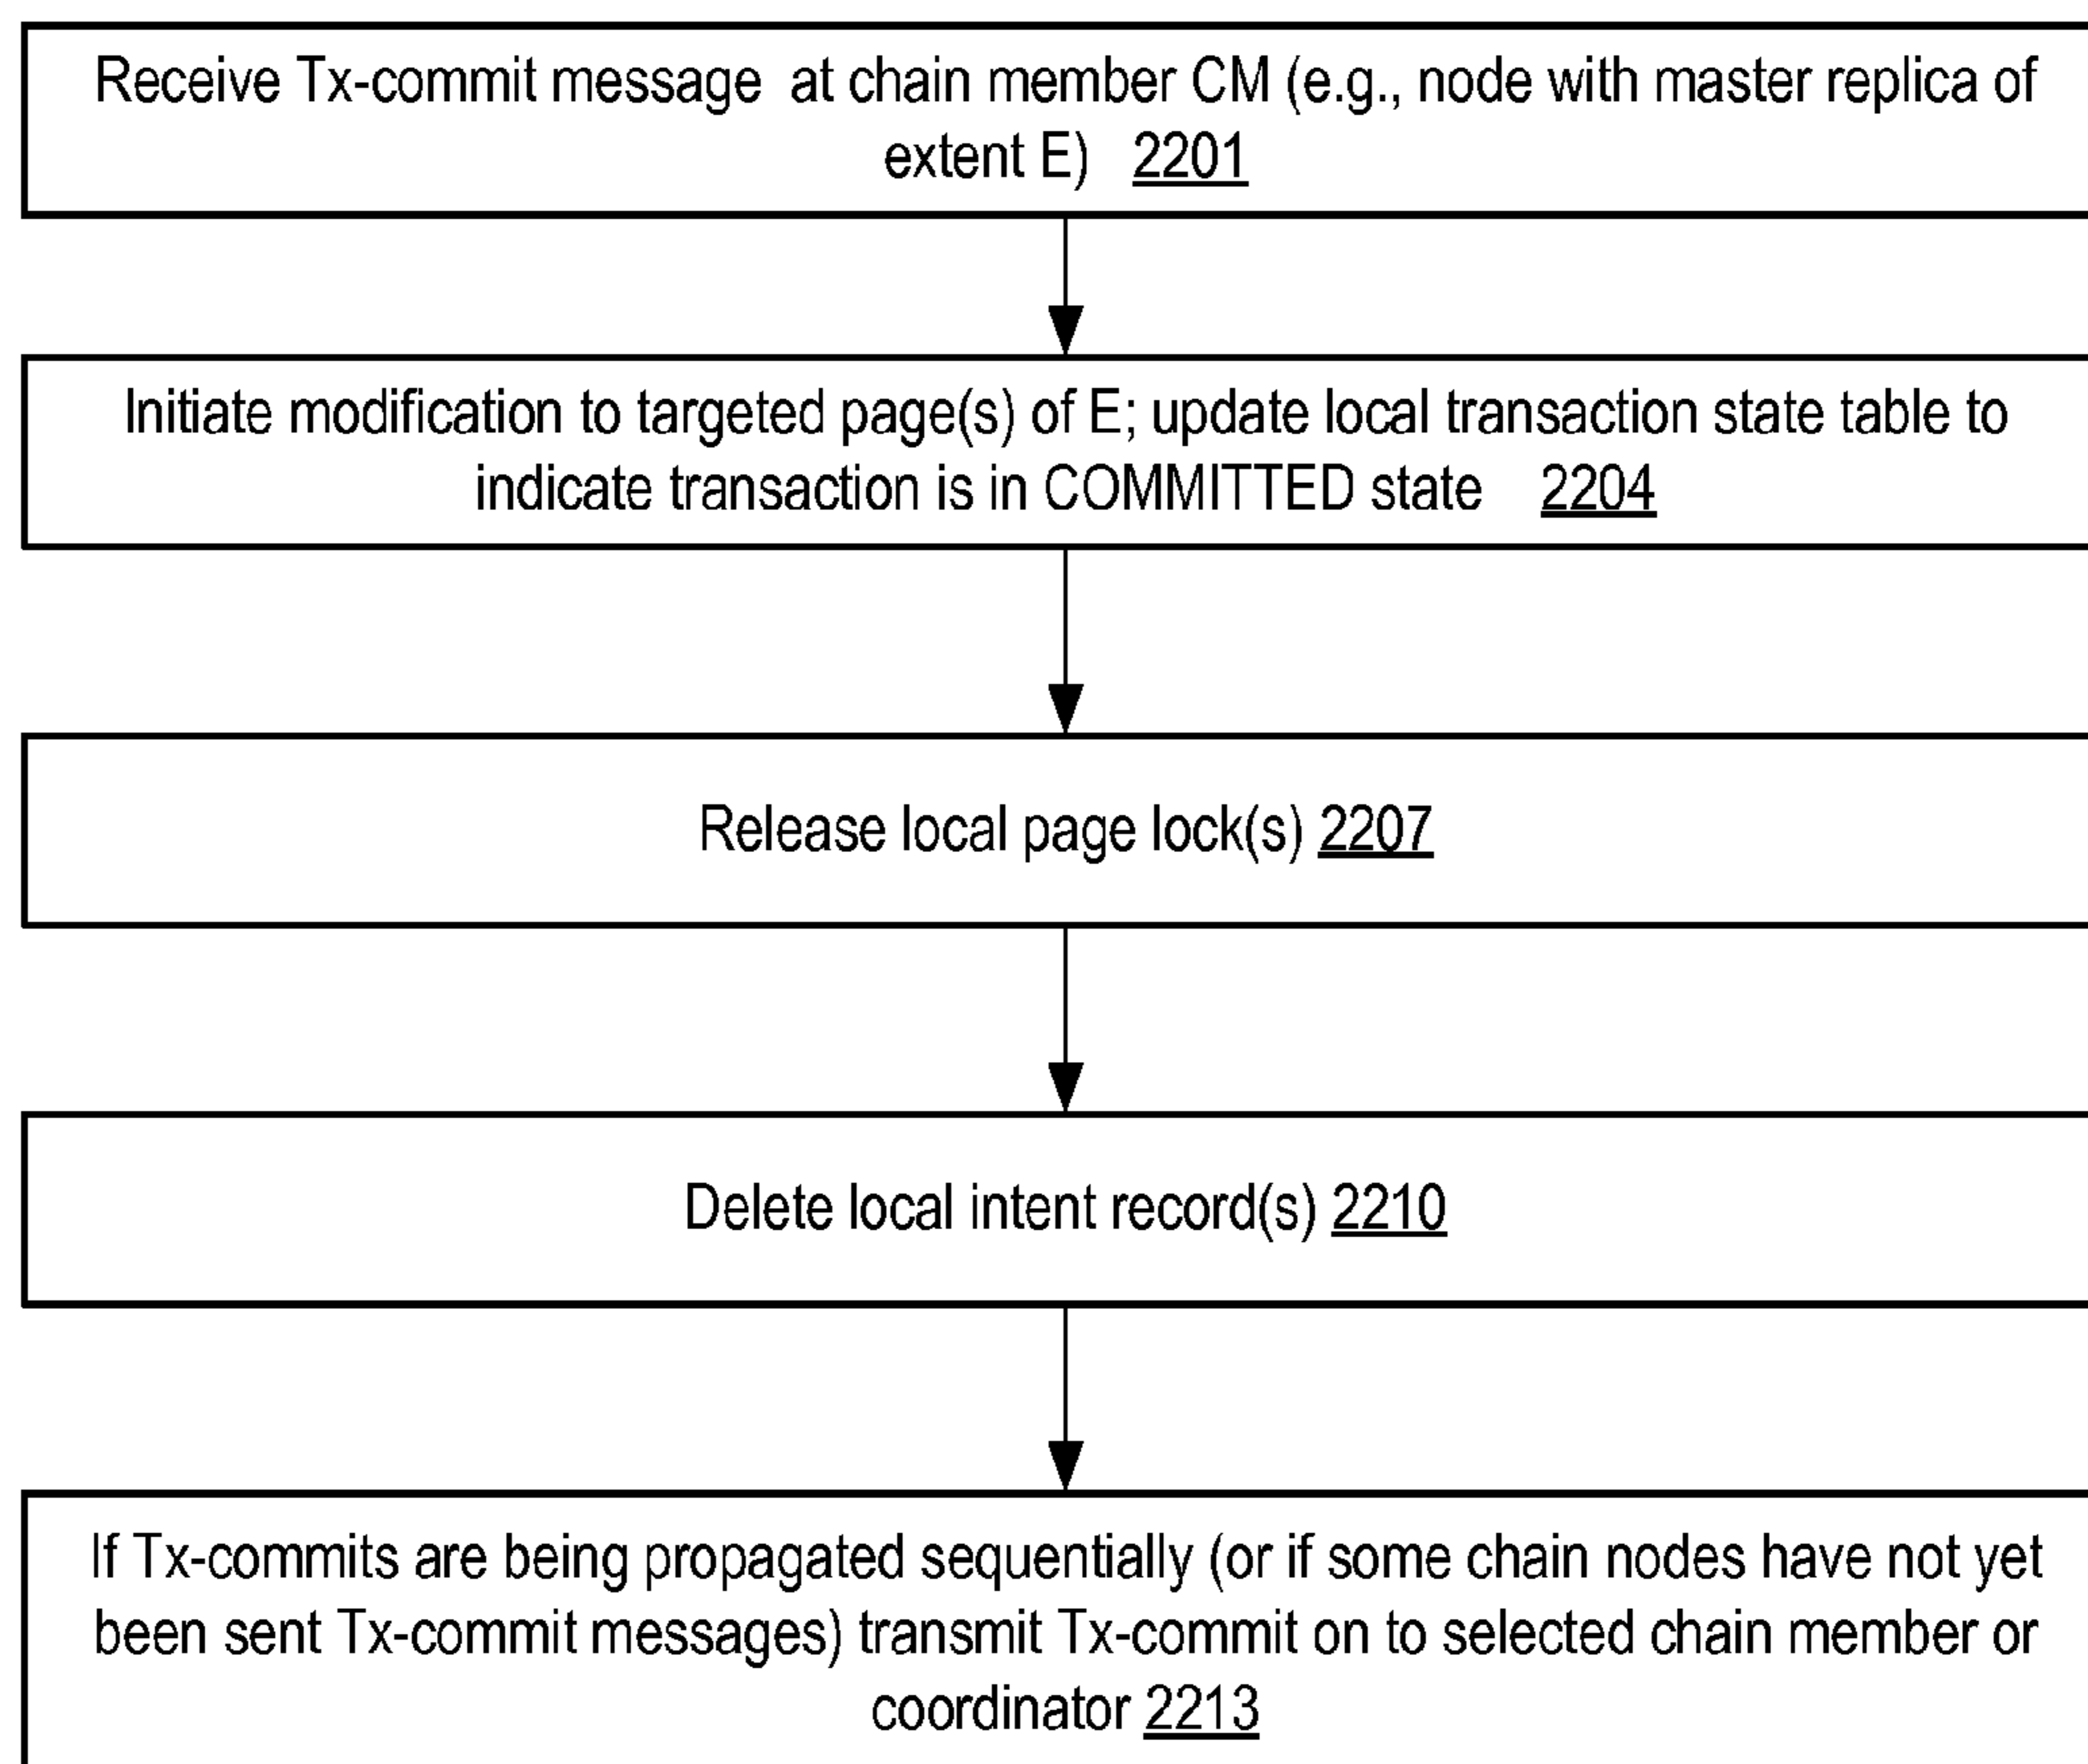 Receive Tx-commit message at chain member CM (e.g., node with master replica of
extent E) 2201
Initiate modification to targeted page(s) of E; update local transaction state table to
indicate transaction is in COMMITTED state 2204
Release local page lock(s) 2207
Delete local intent record(s) 2210
If Tx-commits are being propagated sequentially (or if some chain nodes have not yet
been sent Tx-commit messages) transmit Tx-commit on to selected chain member or
coordinator 2213